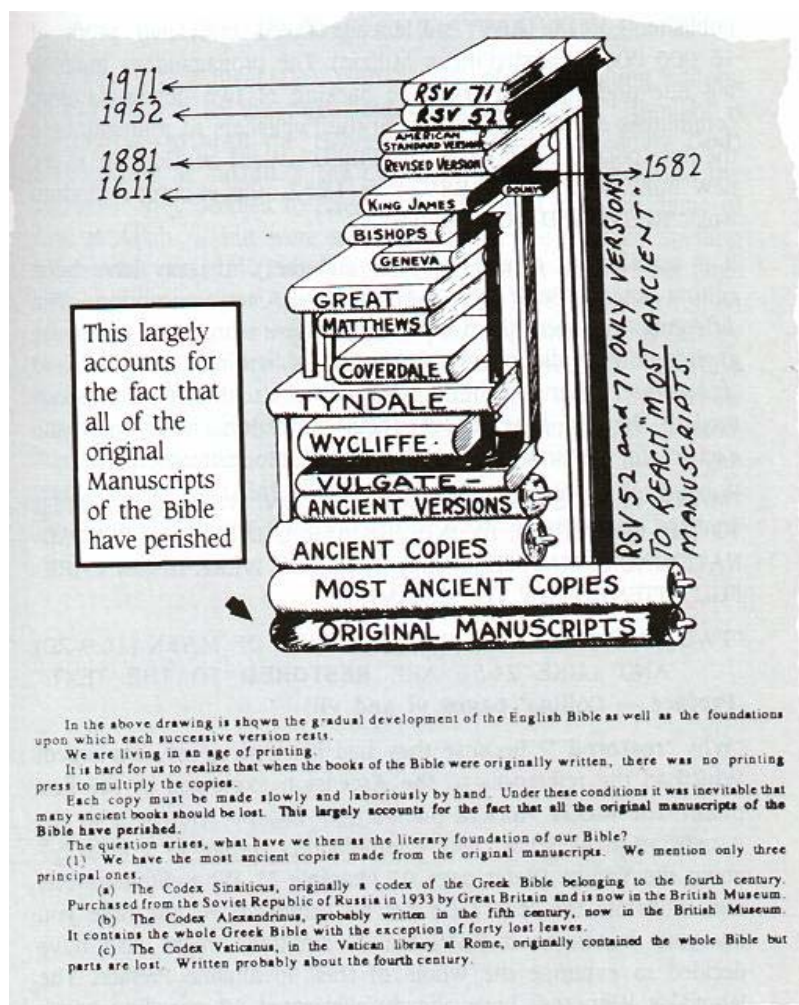 1971
RSV 71
1952
RSV 52
AMERICAN
STANDARD VERSION
1881
REVISED VERSION
1582
1611
DOUAY
KING JAMES
BISHOPS
GENEVA
GREAT
MATTHEWS
COVERDALE
TYNDALE
WYCLIFFE-
VULGATE-
ANCIENT VERSIONS
ANCIENT COPIES
MOST ANCIENT COPIES
ORIGINAL MANUSCRIPTS
RSV 52 and 71 ONLY VERSIONS
TO REACH "MOST ANCIENT"
MANUSCRIPTS.
This largely
accounts for
the fact that
all of the
original
Manuscripts
of the Bible
have perished
In the above drawing is shqwn the gradual development of the English Bible as well as the foundations
upon which each successive version rests.
We are living in an age of printing.
It is hard for us to realize that when the books of the Bible were originally written, there was no printing
press to multiply the copies.
Each copy must be made slowly and laboriously by hand. Under these conditions it was inevitable that
many ancient books should be lost. This largely accounts for the fact that all the original manuscripts of the
Bible have perished.
The question arises, what have we then as the literary foundation of our Bible?
(1) We have the most ancient copies made from the original manuscripts. We mention only three
principal ones.
(a) The Codex Sinaiticus, originally a codex of the Greek Bible belonging to the fourth century.
Purchased from the Soviet Republic of Russia in 1933 by Great Britain and is now in the British Museum.
(b) The Codex Alexandrinus, probably written in the fifth century, now in the British Museum.
It contains the whole Greek Bible with the exception of forty lost leaves.
(c) The Codex Vaticanus, in the Vatican library at Rome, originally contained the whole Bible but
parts are lost. Written probably about the fourth century.